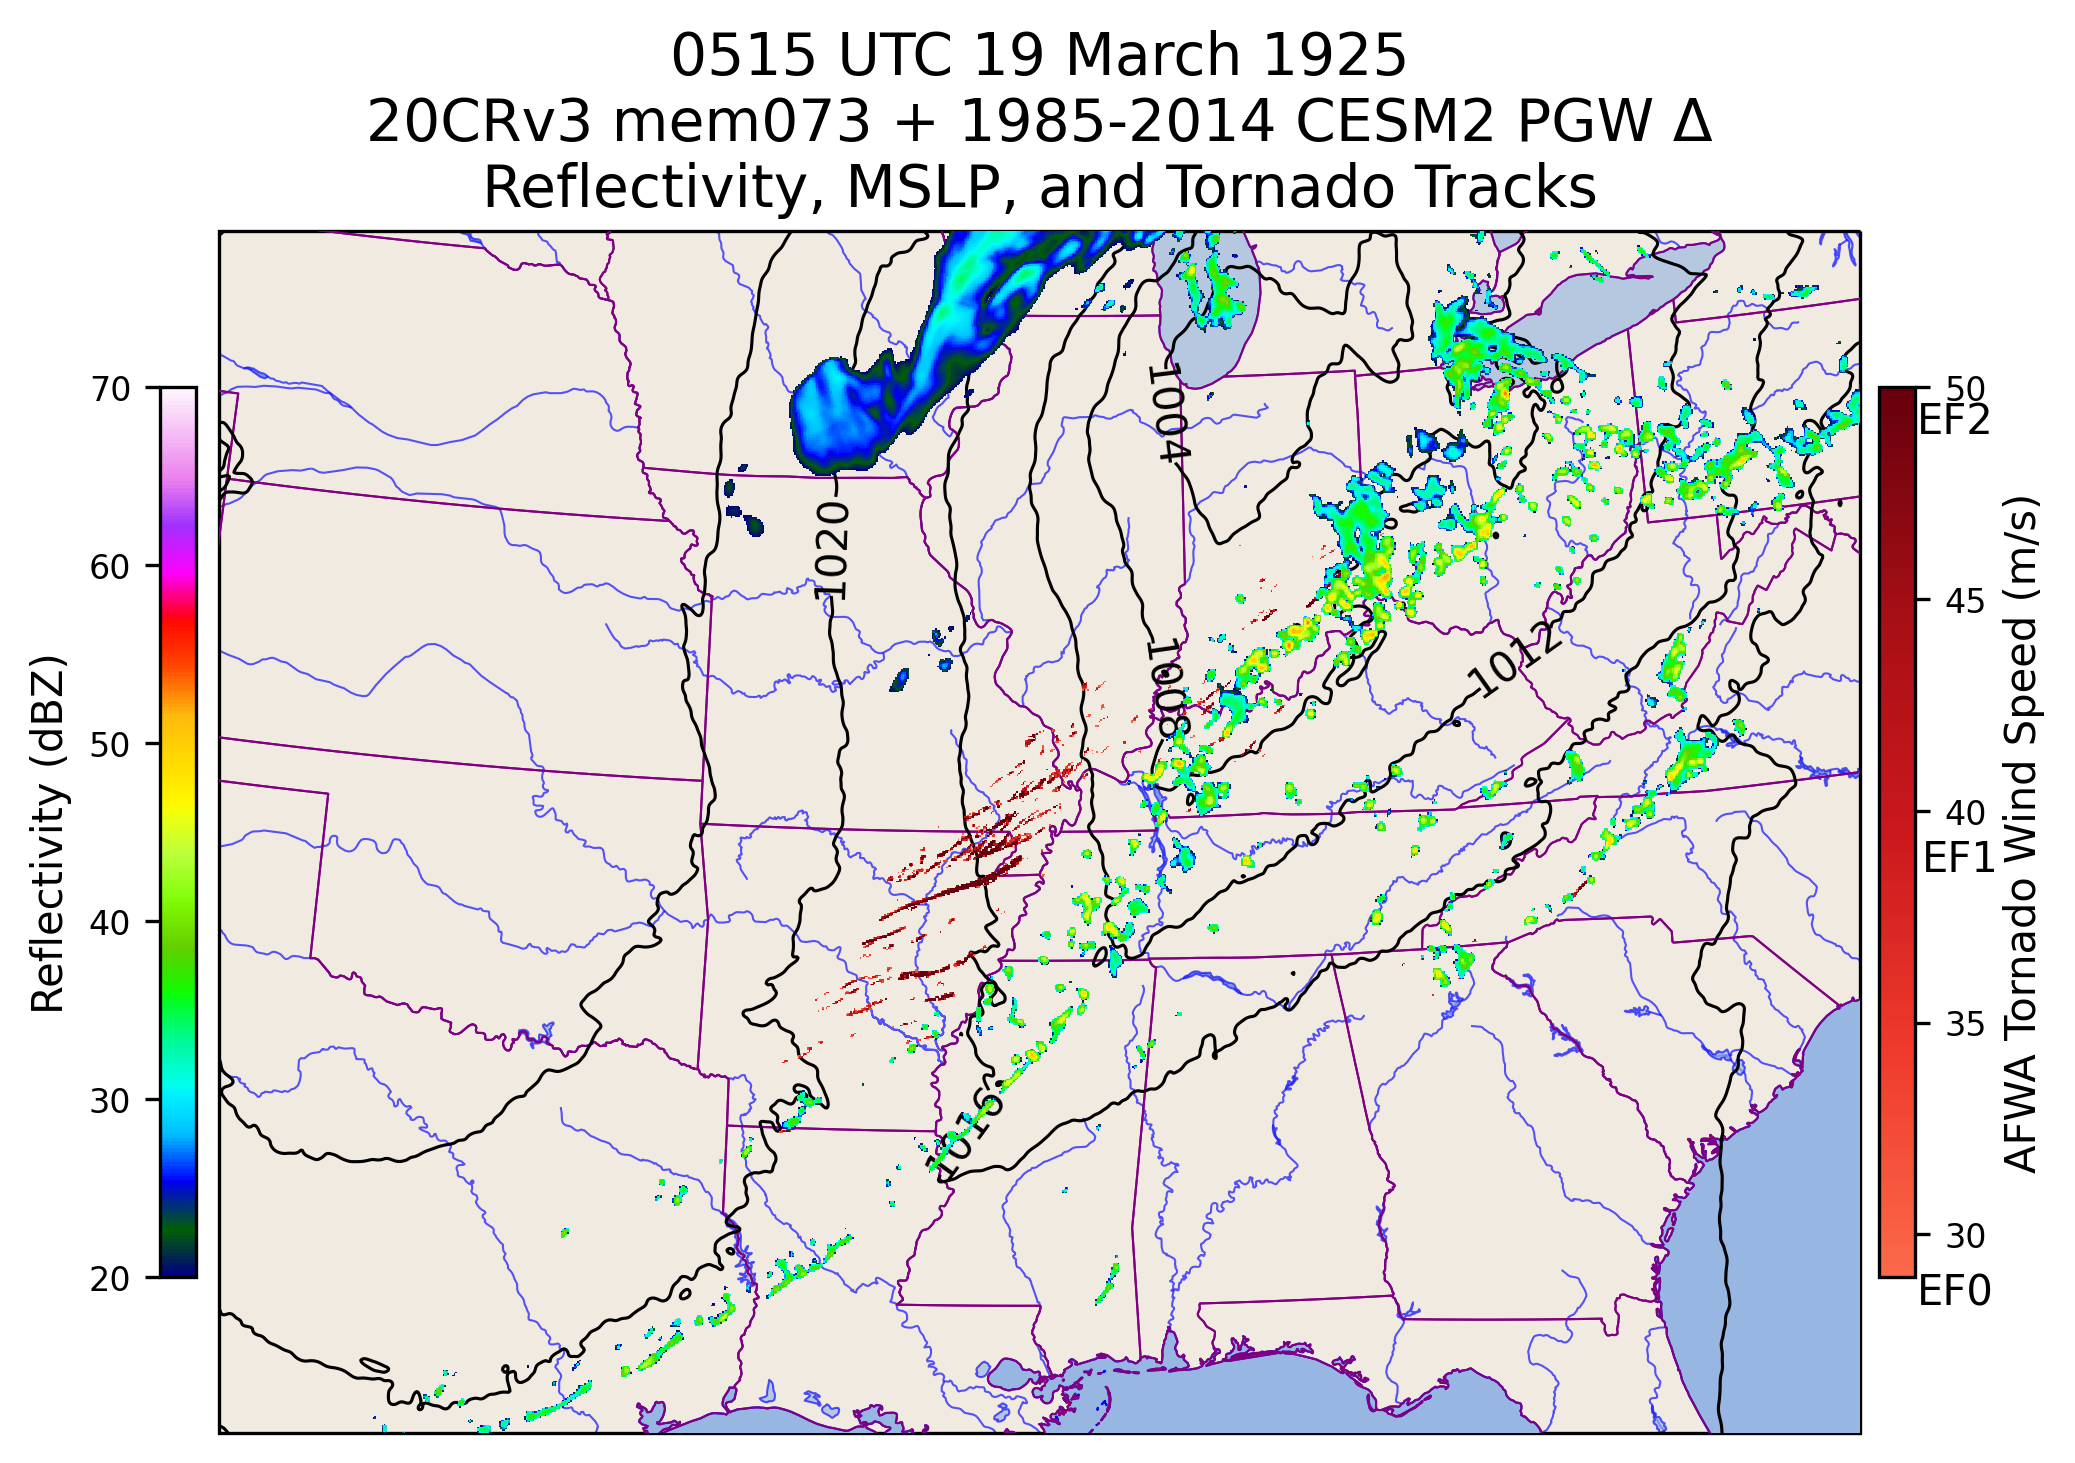 0515 UTC 19 March 1925
20CRv3 mem073 + 1985-2014 CESM2 PGW Δ
Reflectivity, MSLP, and Tornado Tracks
70
60
50
40
30
20
Reflectivity (dBZ)
1004
1020
1008
1012
1016
50
EF2
45
40
EF1
35
30
EF0
AFWA Tornado Wind Speed (m/s)